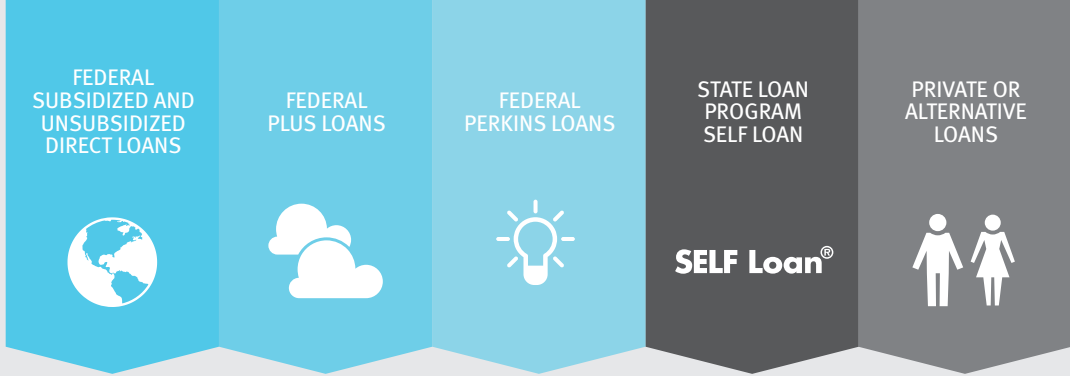 FEDERAL
SUBSIDIZED AND
UNSUBSIDIZED
DIRECT LOANS
FEDERAL
PLUS LOANS
FEDERAL
PERKINS LOANS
STATE LOAN
PROGRAM
SELF LOAN
SELF Loan®
PRIVATE OR
ALTERNATIVE
LOANS